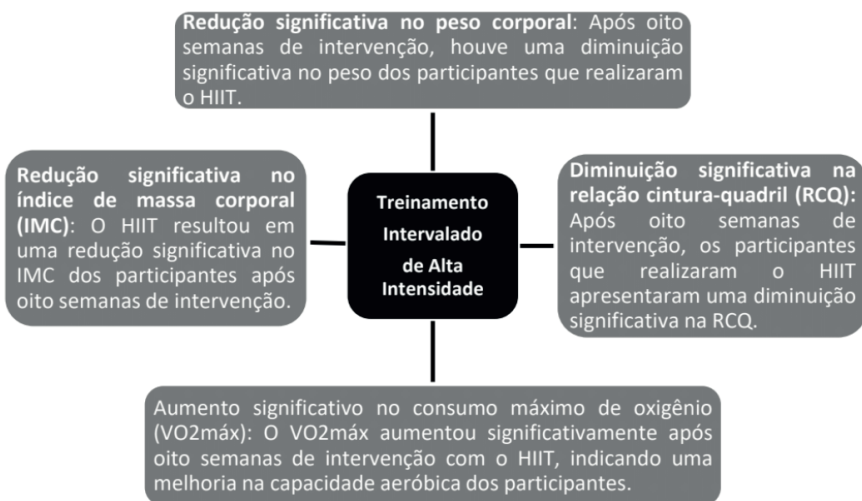 Redução significativa no peso corporal: Após oito
semanas de intervenção, houve uma diminuição
significativa no peso dos participantes que realizaram
o HIIT.
Redução significativa no
índice de massa corporal
(IMC): O HIIT resultou em
uma redução significativa no
IMC dos participantes após
oito semanas de intervenção.
Treinamento
Intervalado
de Alta
Intensidade
Diminuição significativa na
relação cintura-quadril (RCQ):
Após oito semanas de
intervenção, os participantes
que realizaram o HIIT
apresentaram uma diminuição
significativa na RCQ.
Aumento significativo no consumo máximo de oxigênio
(VO2máx): O VO2máx aumentou significativamente após
oito semanas de intervenção com o HIIT, indicando uma
melhoria na capacidade aeróbica dos participantes.